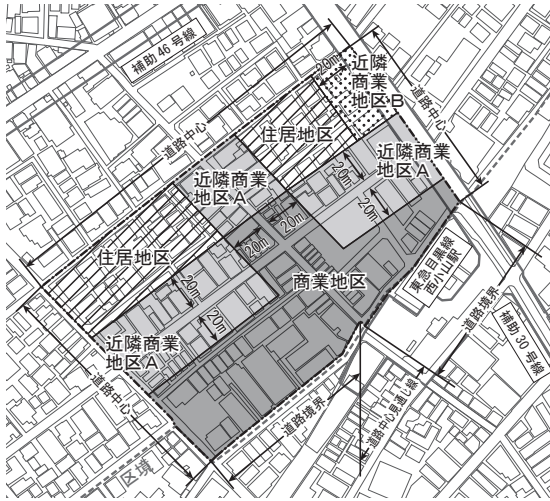 補助46号線
20m
近隣
商業
地区B
道路中心
道路中心
住居地区
近隣商業
地区A
近隣商業
地区A
20m
20m
20m
20m
住居地区
商業地区
東急目黒線
西小山駅
20m
20m
近隣商業
地区A
道路中心
道路境界
補助30号線
道路境界
道路中心見通し線
区境